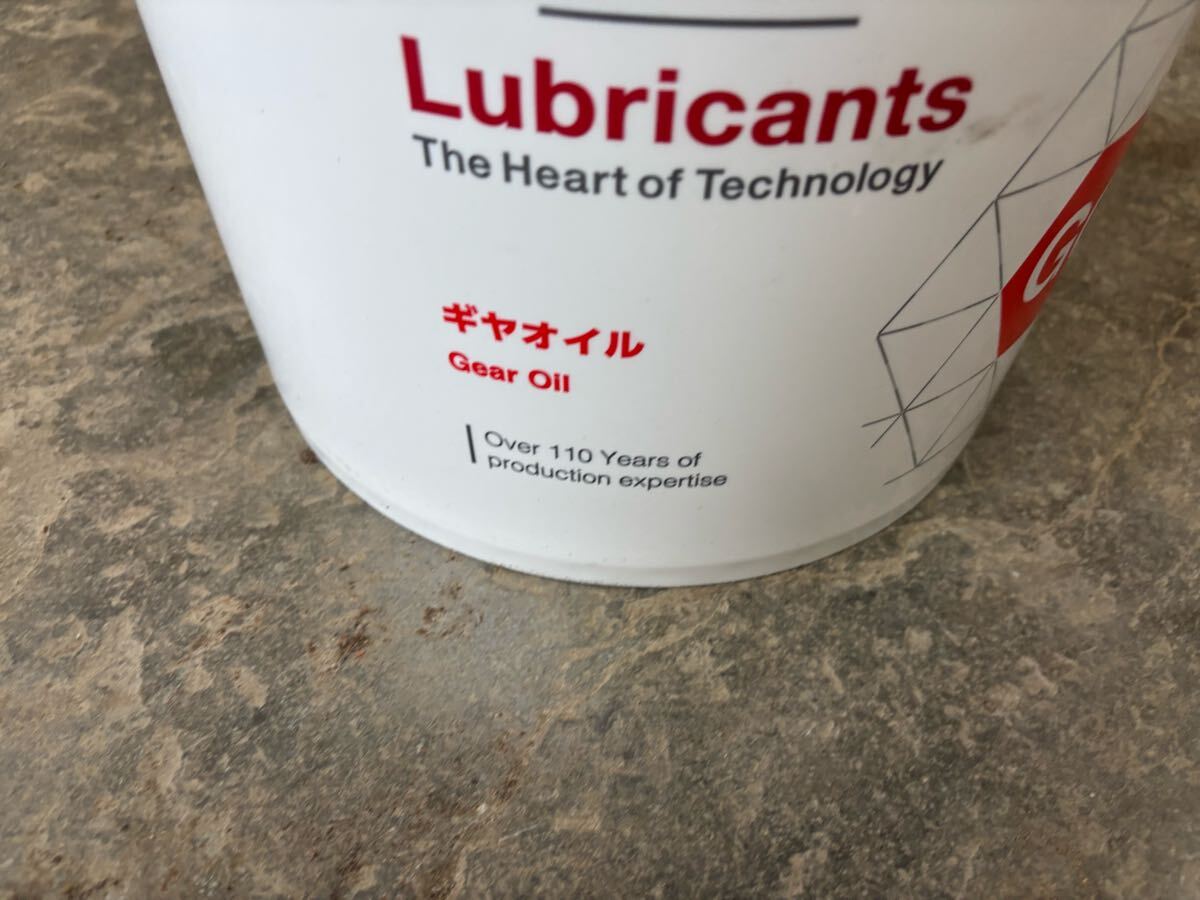 Lubricants
The Heart of Technology
ギヤオイル
Gear Oil
Over 110 Years of
production expertise